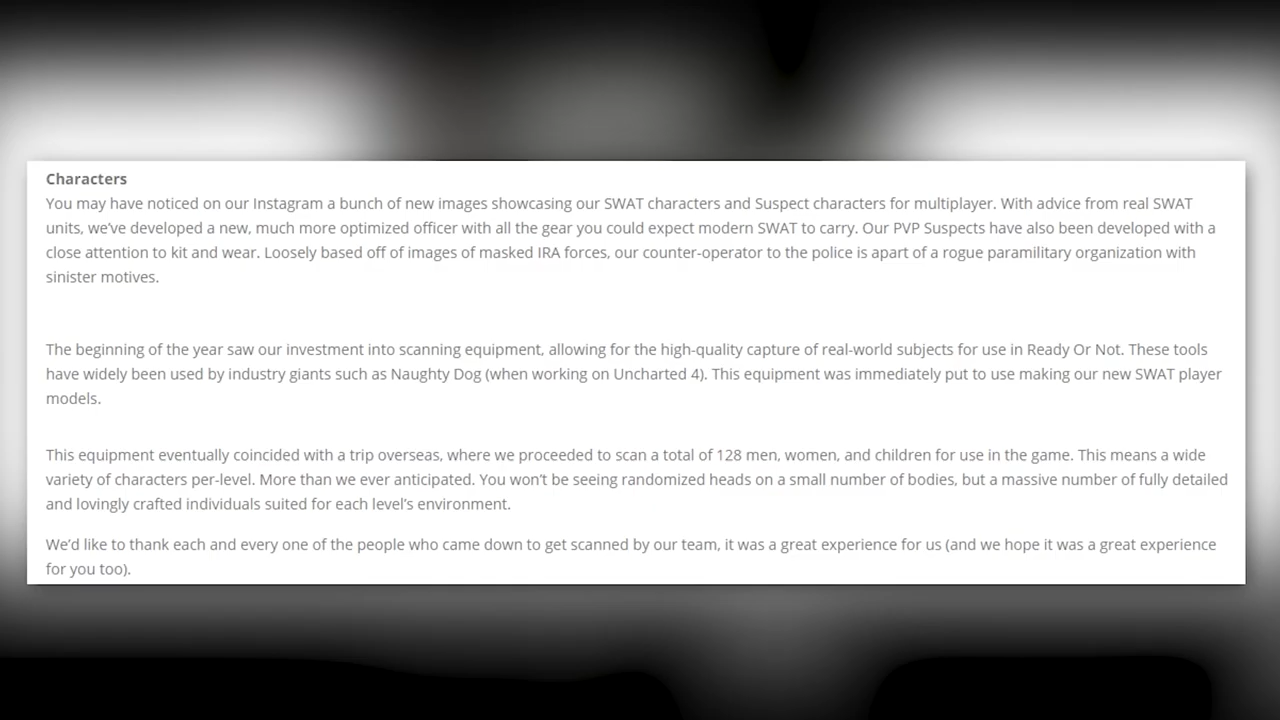 Characters
You may have noticed on our Instagram a bunch of new images showcasing our SWAT characters and Suspect characters for multiplayer. With advice from real SWAT
units, we’ve developed a new, much more optimized officer with all the gear you could expect modern SWAT to carry. Our PVP Suspects have also been developed with a
close attention to kit and wear. Loosely based off of images of masked IRA forces, our counter-operator to the police is apart of a rogue paramilitary organization with
sinister motives.
The beginning of the year saw our investment into scanning equipment, allowing for the high-quality capture of real-world subjects for use in Ready Or Not. These tools
have widely been used by industry giants such as Naughty Dog (when working on Uncharted 4). This equipment was immediately put to use making our new SWAT player
models.
This equipment eventually coincided with a trip overseas, where we proceeded to scan a total of 128 men, women, and children for use in the game. This means a wide
variety of characters per-level. More than we ever anticipated. You won’t be seeing randomized heads on a small number of bodies, but a massive number of fully detailed
and lovingly crafted individuals suited for each level’s environment.
We’d like to thank each and every one of the people who came down to get scanned by our team, it was a great experience for us (and we hope it was a great experience
for you too).